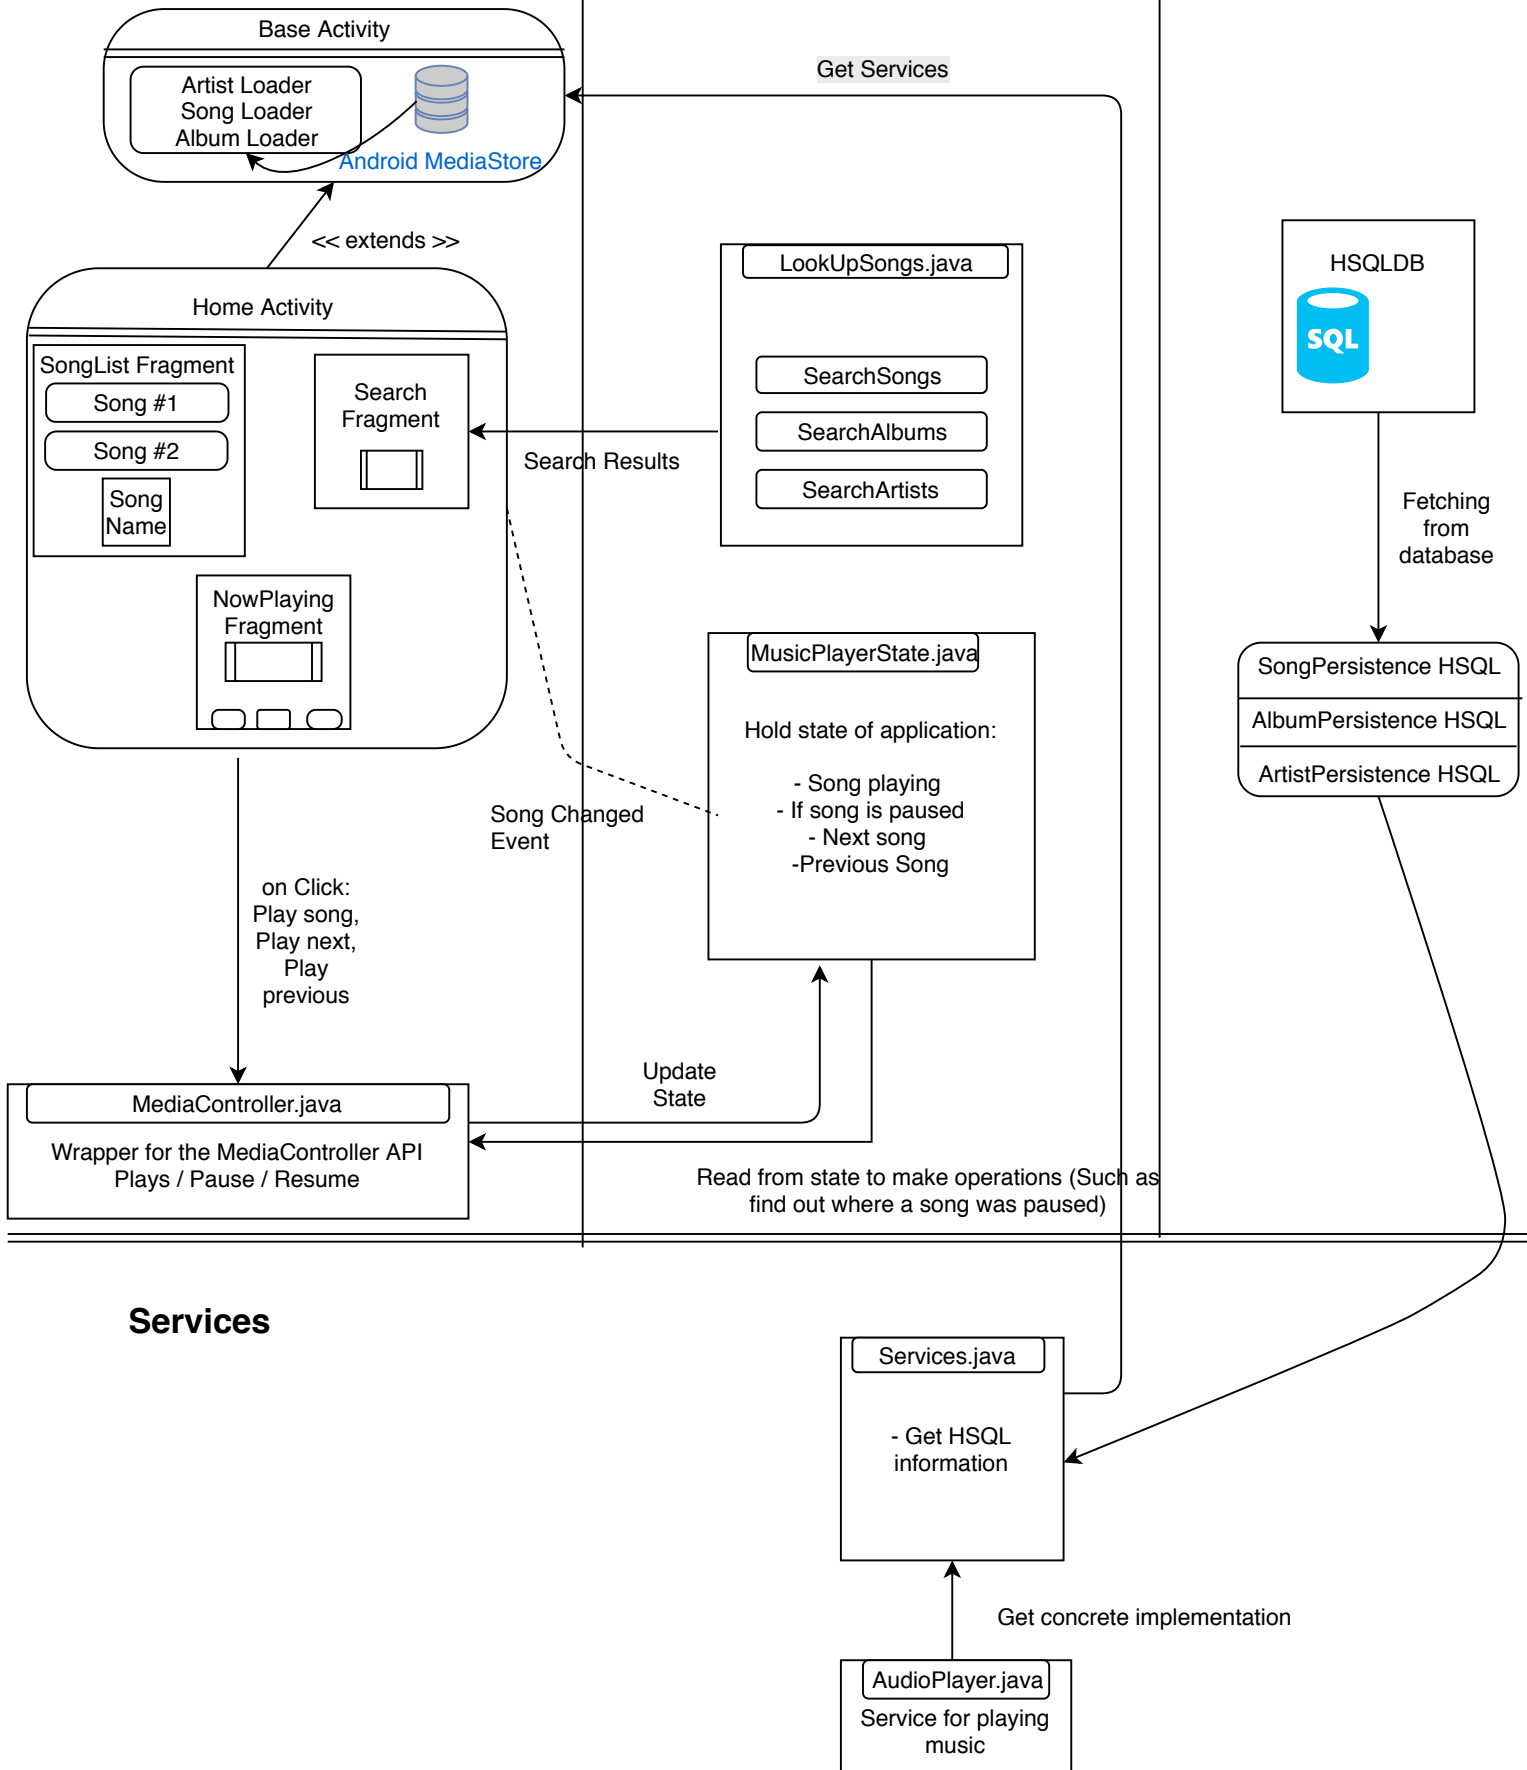 Base Activity
Artist Loader
Song Loader
Album Loader
Android MediaStore
Get Services
<< extends >>
Home Activity
SongList Fragment
Song #1
Song #2
Song
Name
Search
Fragment
NowPlaying
Fragment
Search Results
LookUpSongs.java
SearchSongs
SearchAlbums
SearchArtists
HSQLDB
SQL
Fetching
from
database
SongPersistence HSQL
AlbumPersistence HSQL
ArtistPersistence HSQL
MusicPlayerState.java
Hold state of application:
- Song playing
- If song is paused
- Next song
-Previous Song
Song Changed
Event
on Click:
Play song,
Play next,
Play
previous
MediaController.java
Wrapper for the MediaController API
Plays / Pause / Resume
Update
State
Read from state to make operations (Such as
find out where a song was paused)
Services
Services.java
- Get HSQL
information
Get concrete implementation
AudioPlayer.java
Service for playing
music